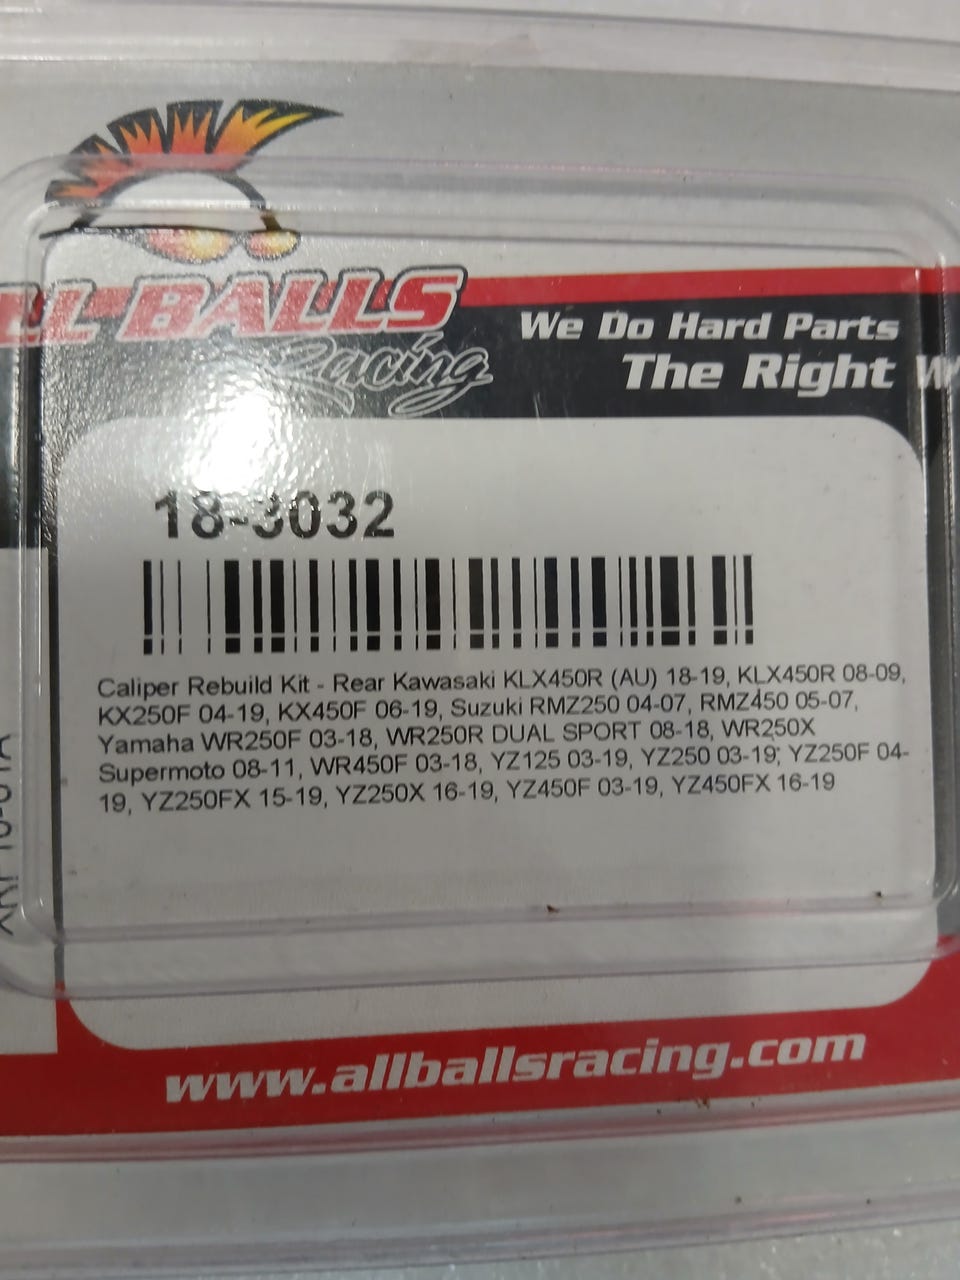 LL BALLS
Racing
We Do Hard Parts
The Right W
18-3032
Caliper Rebuild Kit - Rear Kawasaki KLX450R (AU) 18-19, KLX450R 08-09,
KX250F 04-19, KX450F 06-19, Suzuki RMZ250 04-07, RMZ450 05-07,
Yamaha WR250F 03-18, WR250R DUAL SPORT 08-18, WR250X
Supermoto 08-11, WR450F 03-18, YZ125 03-19, YZ250 03-19, YZ250F 04-
19, YZ250FX 15-19, YZ250X 16-19, YZ450F 03-19, YZ450FX 16-19
www.allballsracing.com